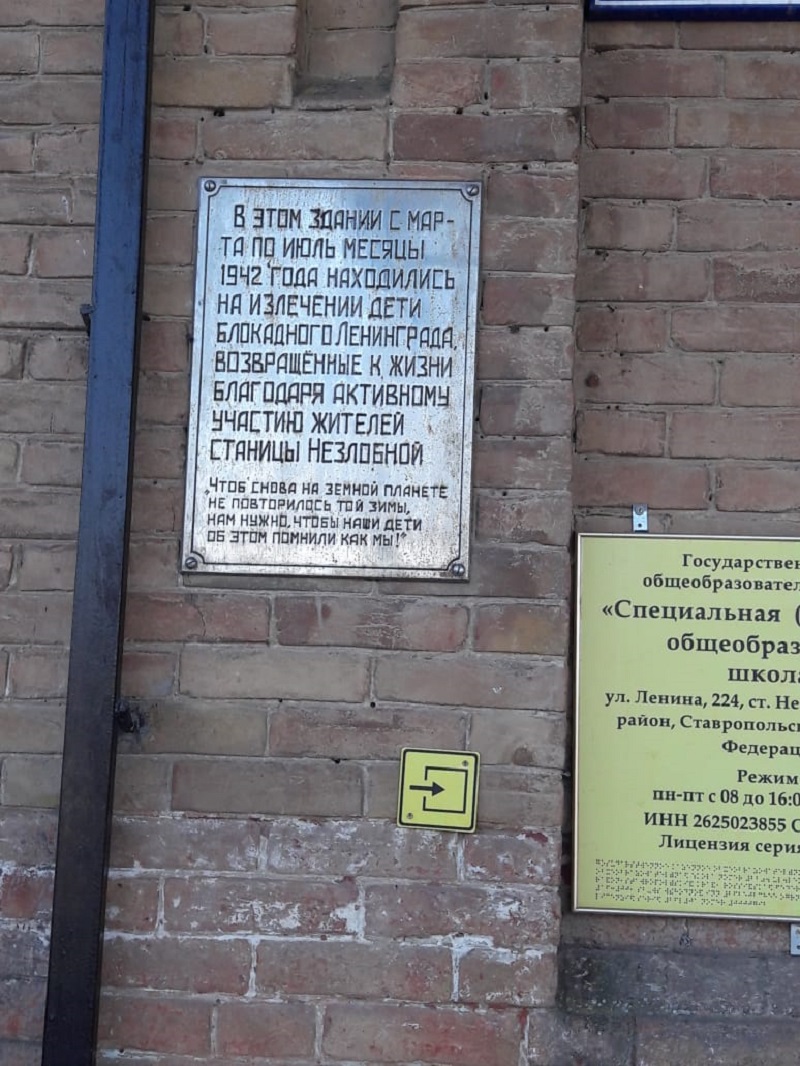 В ЭТОМ ЗДАНИИ С МАР-
ТА ПО ИЮЛЬ МЕСЯЦЫ
1942 ГОДА НАХОДИЛИСЬ
НА ИЗЛЕЧЕНИИ ДЕТИ
БЛОКАДНОГО ЛЕНИНГРАДА,
ВОЗВРАЩЁННЫЕ К ЖИЗНИ
БЛАГОДАРЯ АКТИВНОМУ
УЧАСТИЮ ЖИТЕЛЕЙ
СТАНИЦЫ НЕЗЛОБНОЙ
„ЧТОБ СНОВА НА ЗЕМНОЙ ПЛАНЕТЕ
НЕ ПОВТОРИЛОСЬ ТОЙ ЗИМЫ,
НАМ НУЖНО, ЧТОБЫ НАШИ ДЕТИ
ОБ ЭТОМ ПОМНИЛИ КАК МЫ!"
Государствен
общеобразовател
«Специальная (
общеобраз
школа
ул. Ленина, 224, ст. Не
район, Ставропольск
Федерац
Режим
пн-пт с 08 до 16:0
ИНН 2625023855 О
Лицензия серия